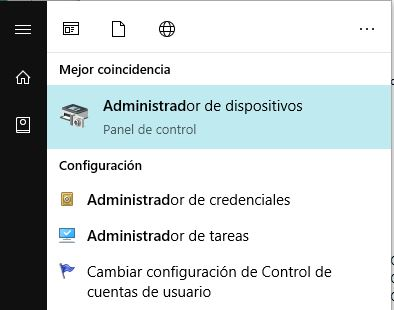 Mejor coincidencia
Administrador de dispositivos
Panel de control
Configuración
Administrador de credenciales
Administrador de tareas
Cambiar configuración de Control de
cuentas de usuario